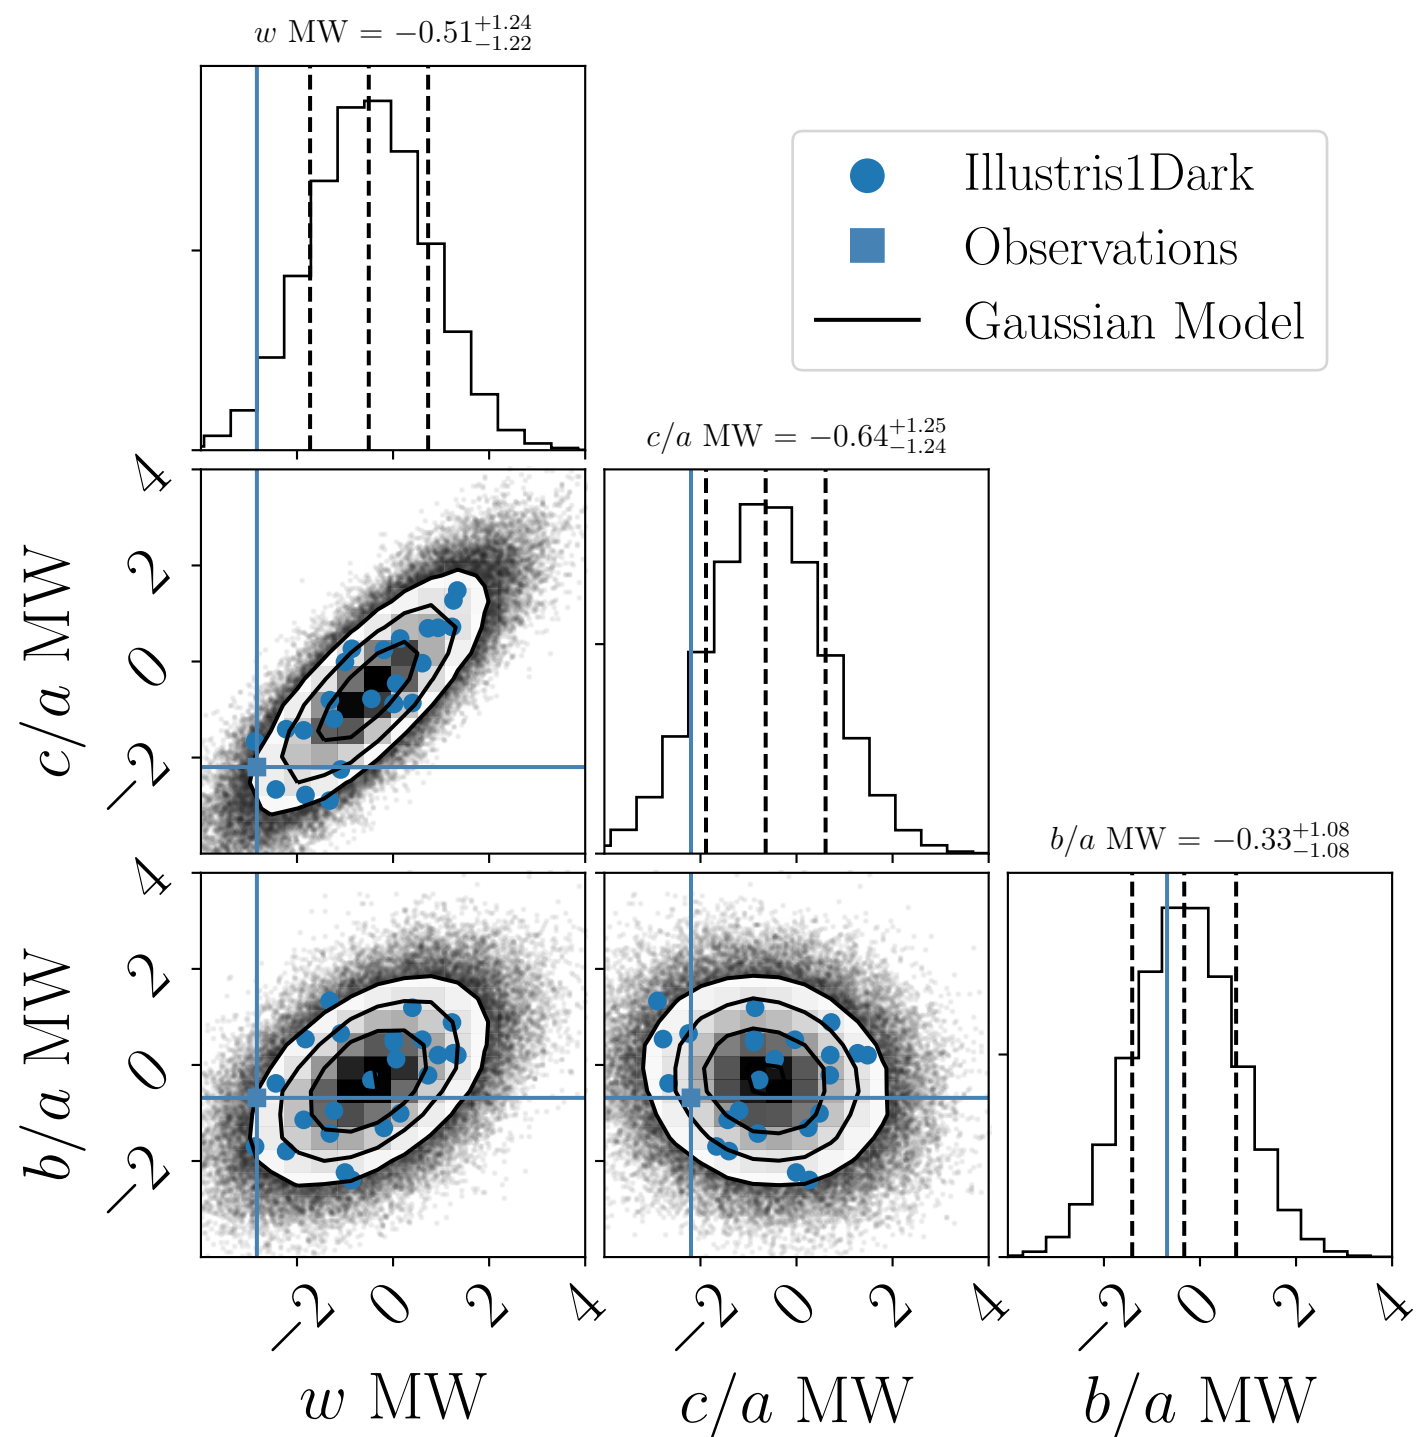 w MW = −0.51+1.24−1.22
Illustris1Dark
Observations
Gaussian Model
c/a MW = −0.64+1.25−1.24
4
2
0
−2
c/a MW
b/a MW = −0.33+1.08−1.08
4
2
0
−2
b/a MW
−2 0 2 4 −2 0 2 4 −2 0 2 4
w MW c/a MW b/a MW